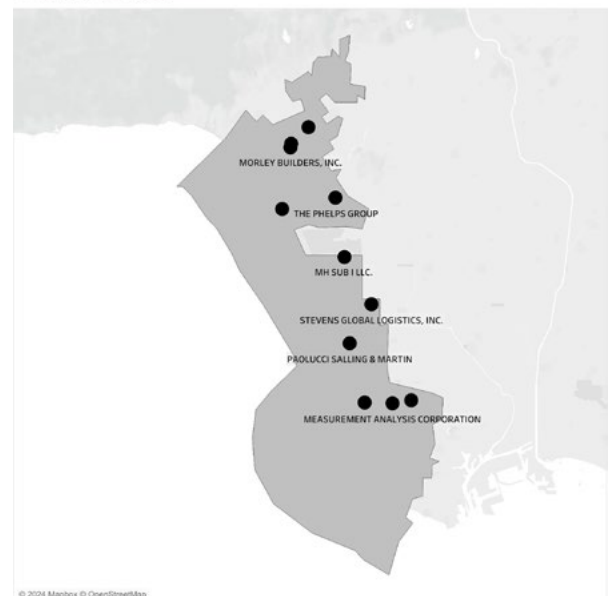 MORLEY BUILDERS, INC.
THE PHELPS GROUP
MH SUB I LLC.
STEVENS GLOBAL LOGISTICS, INC.
PAOLUCCI SALLING & MARTIN
MEASUREMENT ANALYSIS CORPORATION
© 2024 Mapbox © OpenStreetMap